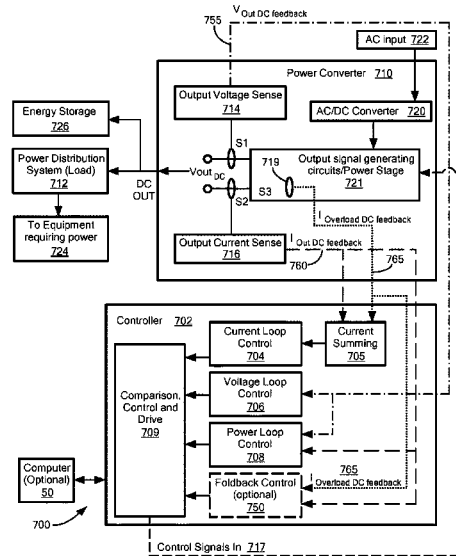 755
V Out DC feedback
AC input 722
Power Converter 710
Output Voltage Sense
714
AC/DC Converter 720
Energy Storage
726
Power Distribution
System (Load)
712
DC
OUT
Vout DC
S1
S2
S3
719
Output signal generating
circuits/Power Stage
721
To Equipment
requiring power
724
I Overload DC feedback
Output Current Sense
716
I Out DC feedback
760
765
Controller 702
Current Loop
Control
704
Current
Summing
705
Comparison,
Control and
Drive
709
Voltage Loop
Control
706
Power Loop
Control
708
Computer
(Optional)
50
700
Foldback Control
(optional)
750
765
I Overload DC feedback
Control Signals In 717